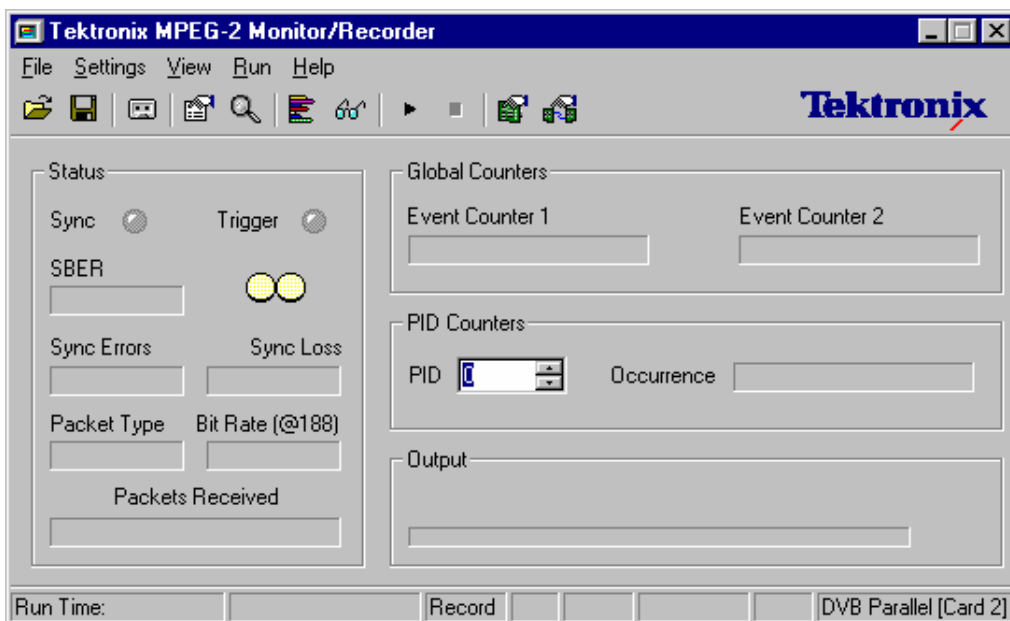 Tektronix MPEG-2 Monitor/Recorder
File Settings View Run Help
Tektronix
Status
Sync Trigger
SBER
Sync Errors Sync Loss
Packet Type Bit Rate (@188)
Packets Received
Global Counters
Event Counter 1 Event Counter 2
PID Counters
PID 0 Occurrence
Output
Run Time: Record DVB Parallel [Card 2]